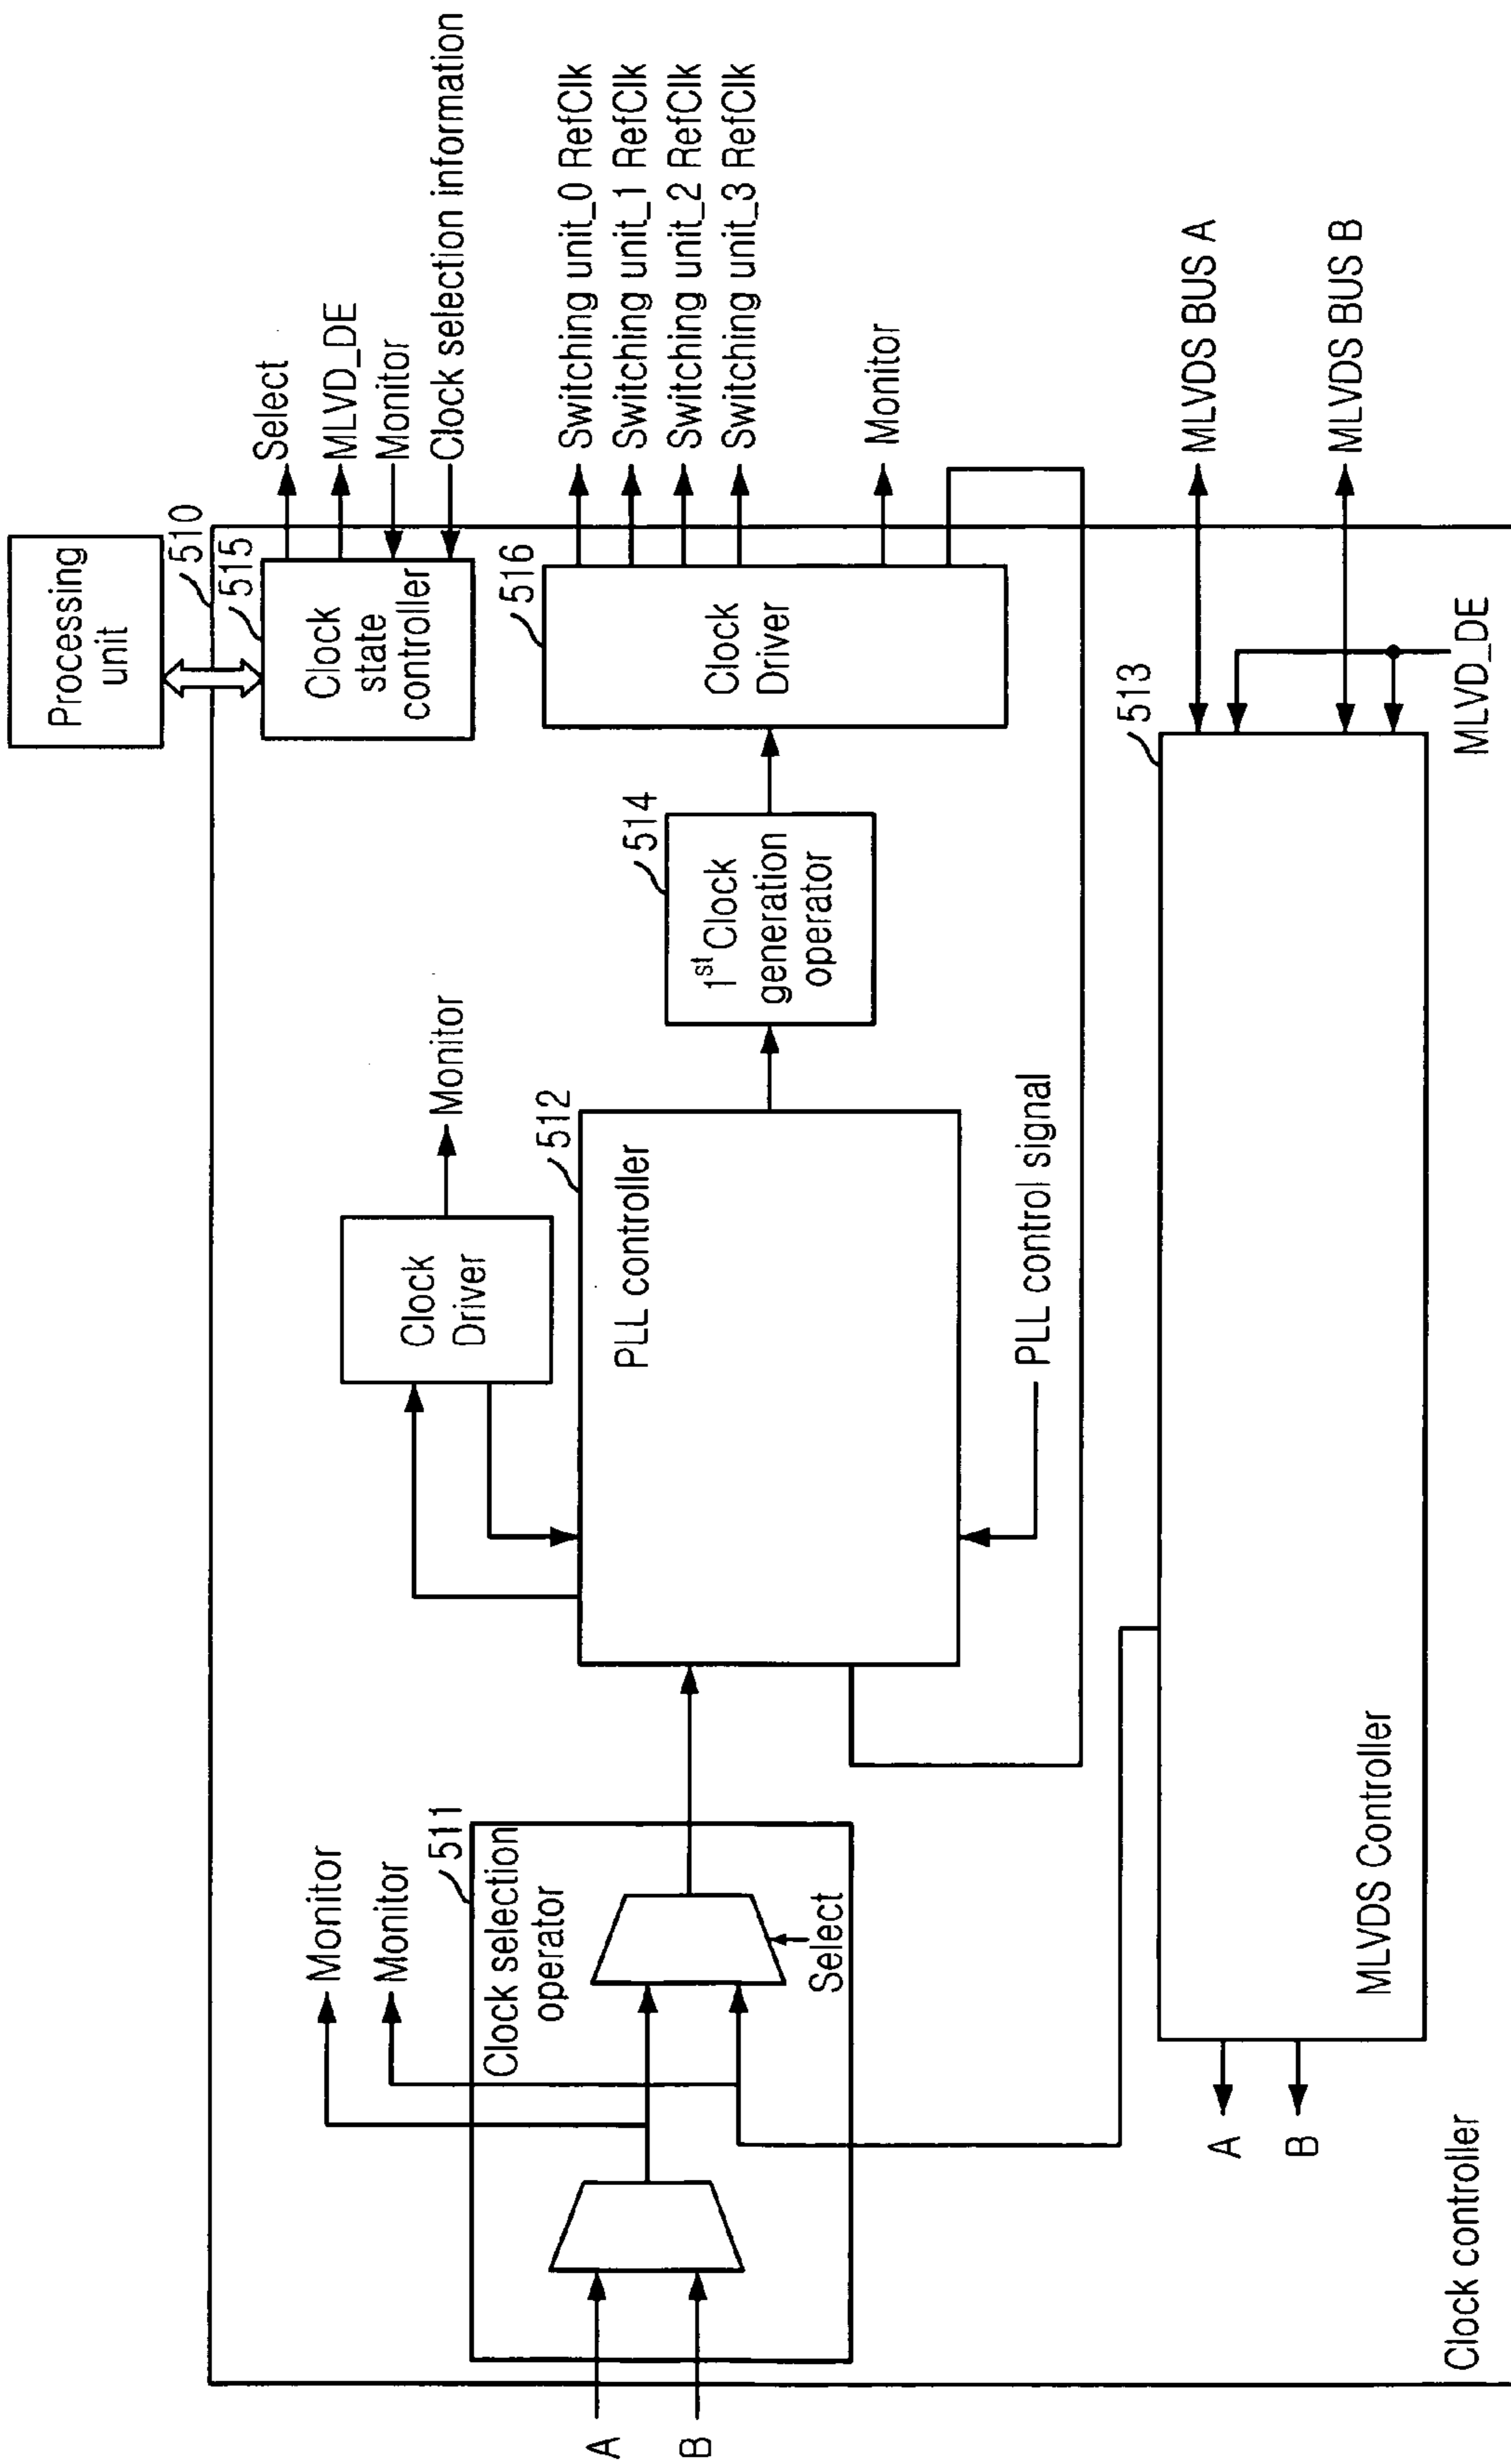 Processing
unit
510
515
Clock
state
controller
Select
MLVD_DE
Monitor
Clock selection information
Monitor
Monitor
511
Clock selection
operator
Select
A
B
Clock
Driver
Monitor
512
PLL controller
PLL control signal
514
1st Clock
generation
operator
516
Clock
Driver
Switching unit_0 RefClk
Switching unit_1 RefClk
Switching unit_2 RefClk
Switching unit_3 RefClk
Monitor
513
MLVDS Controller
A
B
MLVDS BUS A
MLVDS BUS B
MLVD_DE
Clock controller